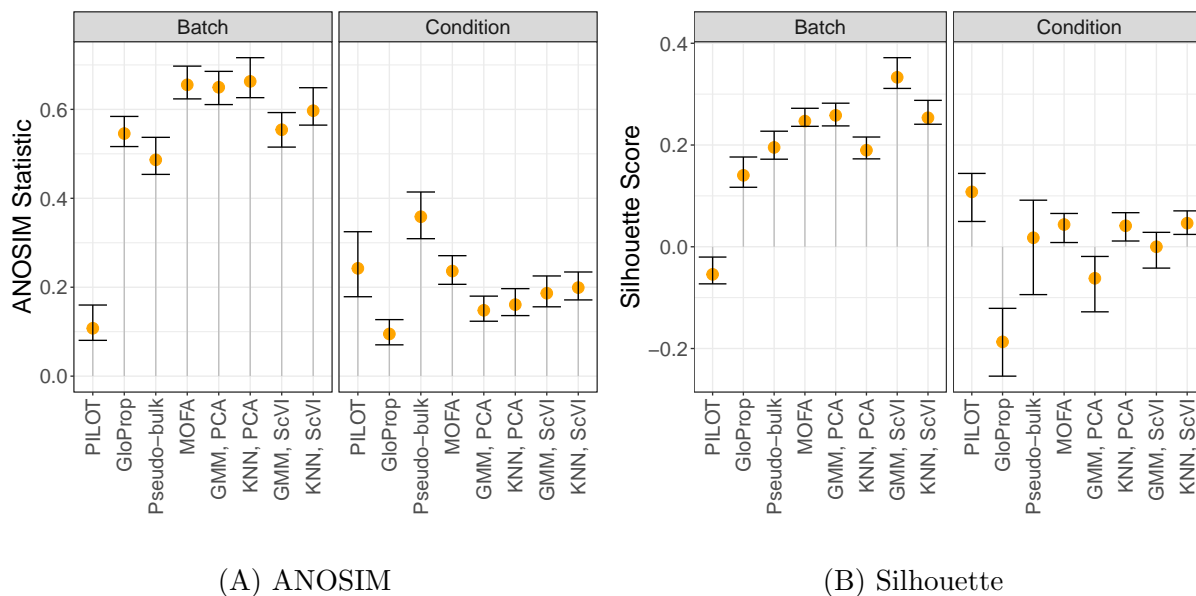 Batch
Condition
ANOSIM Statistic
0.6
0.4
0.2
0.0
PILOT
GloProp
Pseudo−bulk
MOFA
GMM, PCA
KNN, PCA
GMM, ScVI
KNN, ScVI
PILOT
GloProp
Pseudo−bulk
MOFA
GMM, PCA
KNN, PCA
GMM, ScVI
KNN, ScVI
(A) ANOSIM
Batch
Condition
Silhouette Score
0.4
0.2
0.0
−0.2
PILOT
GloProp
Pseudo−bulk
MOFA
GMM, PCA
KNN, PCA
GMM, ScVI
KNN, ScVI
PILOT
GloProp
Pseudo−bulk
MOFA
GMM, PCA
KNN, PCA
GMM, ScVI
KNN, ScVI
(B) Silhouette